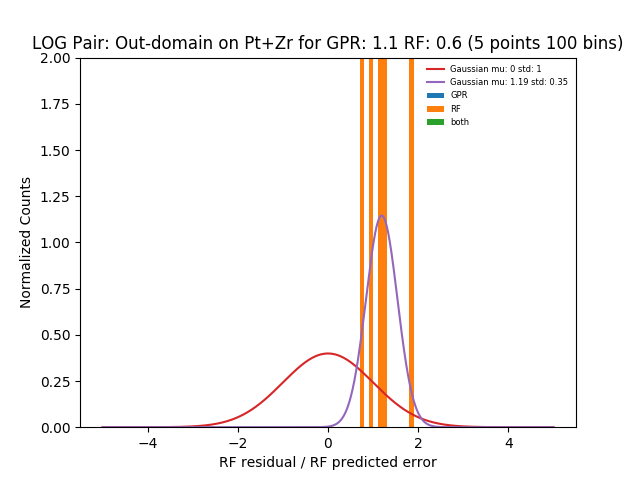 LOG Pair: Out-domain on Pt+Zr for GPR: 1.1 RF: 0.6 (5 points 100 bins)
2.00
1.75
1.50
1.25
1.00
0.75
0.50
0.25
0.00
Normalized Counts
Gaussian mu: 0 std: 1
Gaussian mu: 1.19 std: 0.35
GPR
RF
both
−4
−2
0
2
4
RF residual / RF predicted error